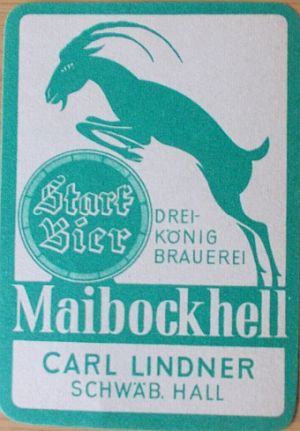 Stark
Bier
DREI-
KÖNIG
BRAUEREI
Maibockhell
CARL LINDNER
SCHWÄB. HALL